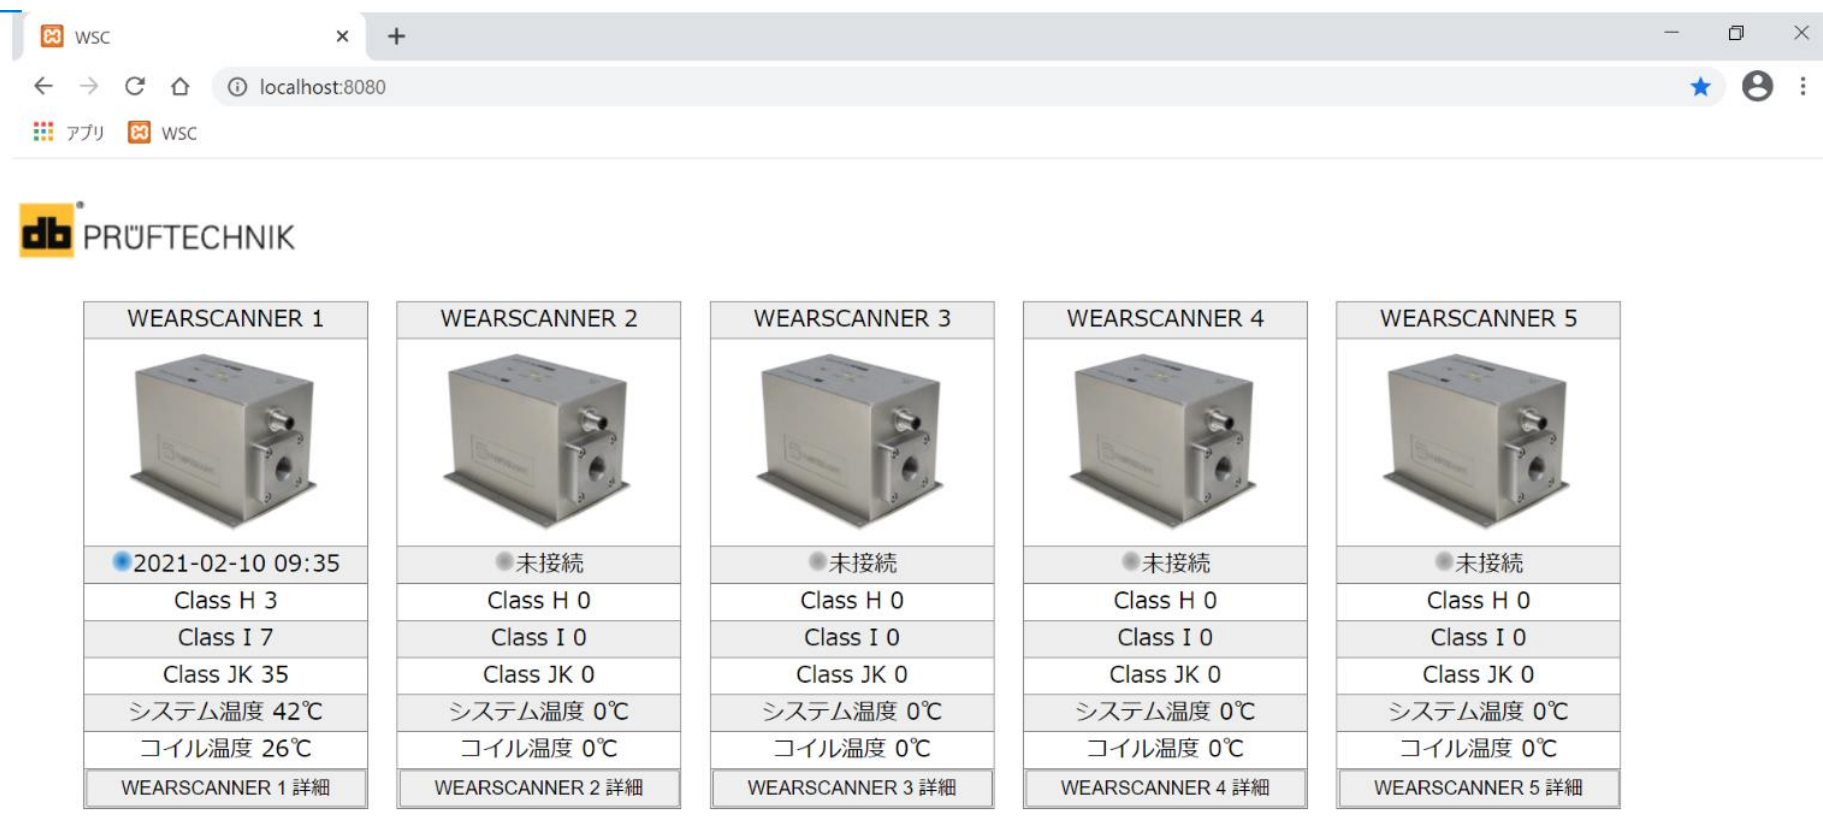 WSC
localhost:8080
アプリ WSC
db PRÜFTECHNIK
WEARSCANNER 1 WEARSCANNER 2 WEARSCANNER 3 WEARSCANNER 4 WEARSCANNER 5
2021-02-10 09:35 未接続 未接続 未接続 未接続
Class H 3 Class H 0 Class H 0 Class H 0 Class H 0
Class I 7 Class I 0 Class I 0 Class I 0 Class I 0
Class JK 35 Class JK 0 Class JK 0 Class JK 0 Class JK 0
システム温度 42℃ システム温度 0℃ システム温度 0℃ システム温度 0℃ システム温度 0℃
コイル温度 26℃ コイル温度 0℃ コイル温度 0℃ コイル温度 0℃ コイル温度 0℃
WEARSCANNER 1 詳細 WEARSCANNER 2 詳細 WEARSCANNER 3 詳細 WEARSCANNER 4 詳細 WEARSCANNER 5 詳細